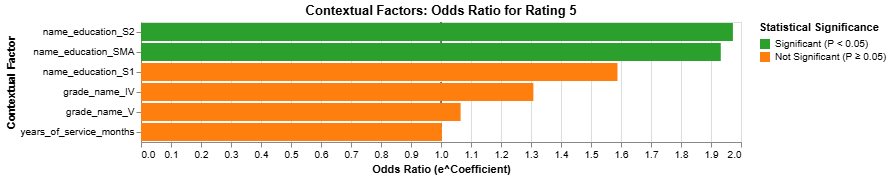 Contextual Factors: Odds Ratio for Rating 5
Contextual Factor
name_education_S2
name_education_SMA
name_education_S1
grade_name_IV
grade_name_V
years_of_service_months
0.0 0.1 0.2 0.3 0.4 0.5 0.6 0.7 0.8 0.9 1.0 1.1 1.2 1.3 1.4 1.5 1.6 1.7 1.8 1.9 2.0
Odds Ratio (e^Coefficient)
Statistical Significance
Significant (P < 0.05)
Not Significant (P ≥ 0.05)